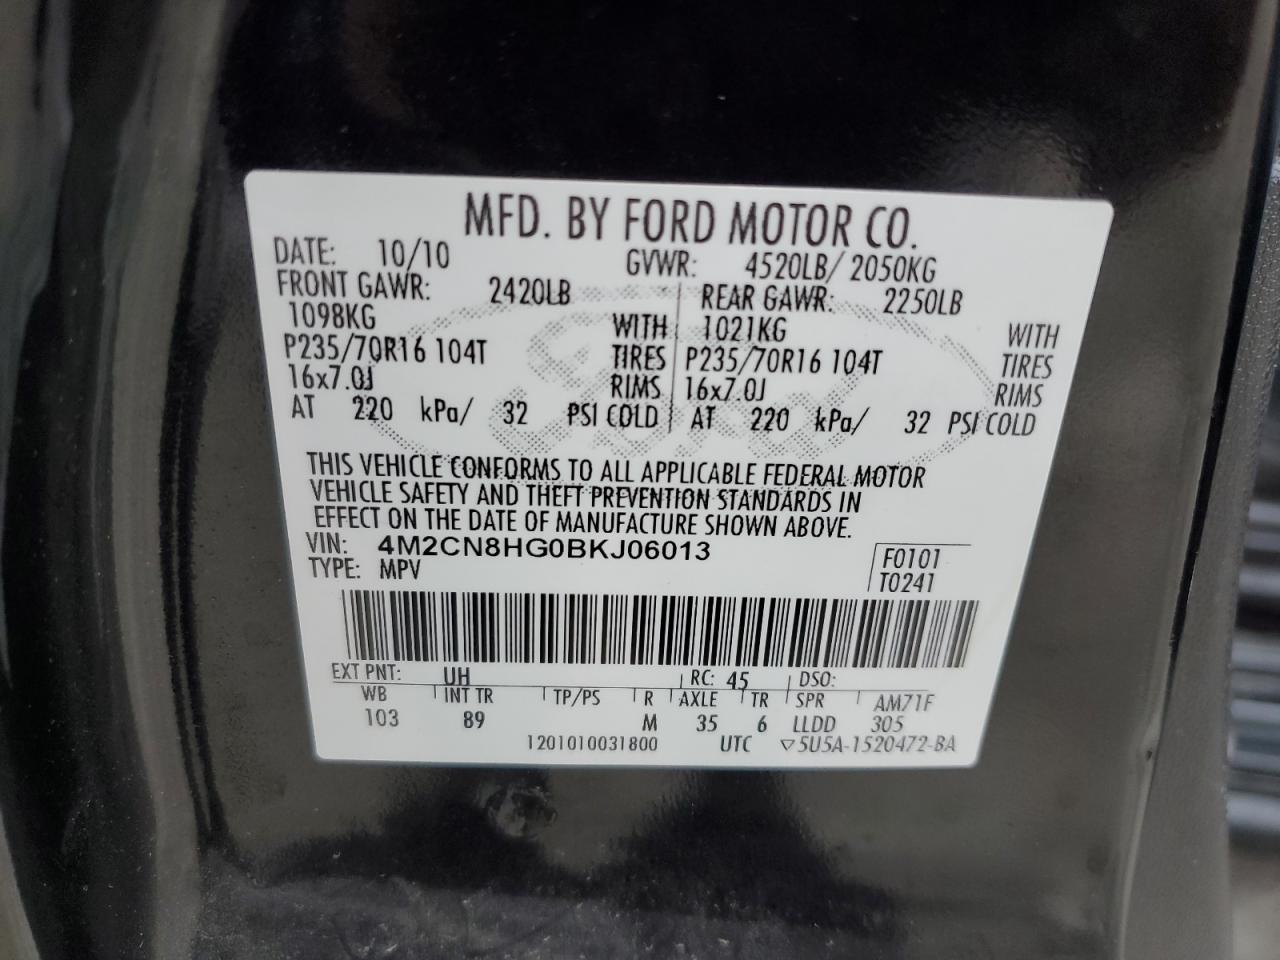 MFD. BY FORD MOTOR CO.
DATE: 10/10 GVWR: 4520LB/ 2050KG
FRONT GAWR: 2420LB REAR GAWR: 2250LB
1098KG WITH 1021KG WITH
P235/70R16 104T TIRES P235/70R16 104T TIRES
16x7.0J RIMS 16x7.0J RIMS
AT 220 kPa/ 32 PSI COLD AT 220 kPa/ 32 PSI COLD
Ford
THIS VEHICLE CONFORMS TO ALL APPLICABLE FEDERAL MOTOR
VEHICLE SAFETY AND THEFT PREVENTION STANDARDS IN
EFFECT ON THE DATE OF MANUFACTURE SHOWN ABOVE.
VIN: 4M2CN8HG0BKJ06013 F0101
TYPE: MPV T0241
EXT PNT: UH RC: 45 DSO:
WB INT TR TP/PS R AXLE TR SPR AM71F
103 89 M 35 6 LLDD 305
1201010031800 UTC ▽5U5A-1520472-BA